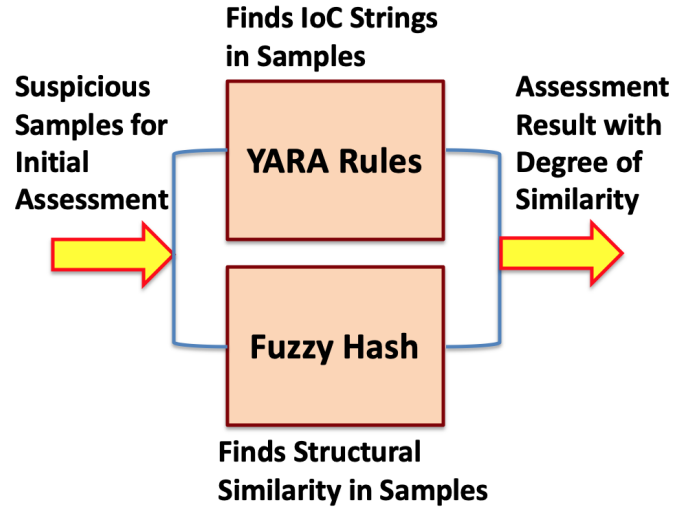 Finds IoC Strings
in Samples
Suspicious
Samples for
Initial
Assessment
YARA Rules
Fuzzy Hash
Finds Structural
Similarity in Samples
Assessment
Result with
Degree of
Similarity